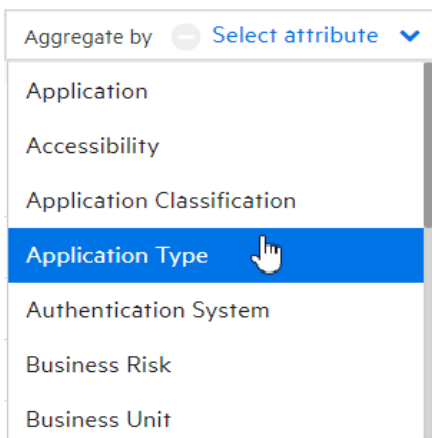 Aggregate by Select attribute
Application
Accessibility
Application Classification
Application Type
Authentication System
Business Risk
Business Unit